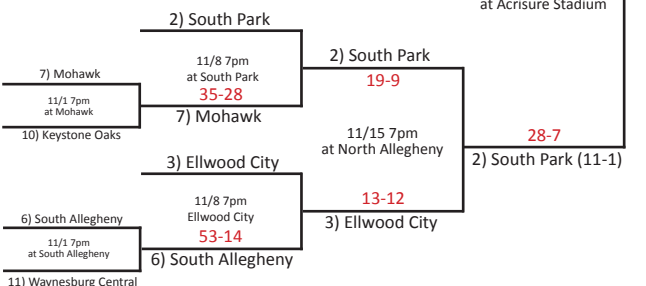 at Acrisure Stadium
2) South Park
11/8 7pm
at South Park
35-28
7) Mohawk
7) Mohawk
11/1 7pm
at Mohawk
10) Keystone Oaks
2) South Park
19-9
11/15 7pm
at North Allegheny
28-7
2) South Park (11-1)
3) Ellwood City
11/8 7pm
Ellwood City
53-14
6) South Allegheny
13-12
3) Ellwood City
6) South Allegheny
11/1 7pm
at South Allegheny
11) Waynesburg Central